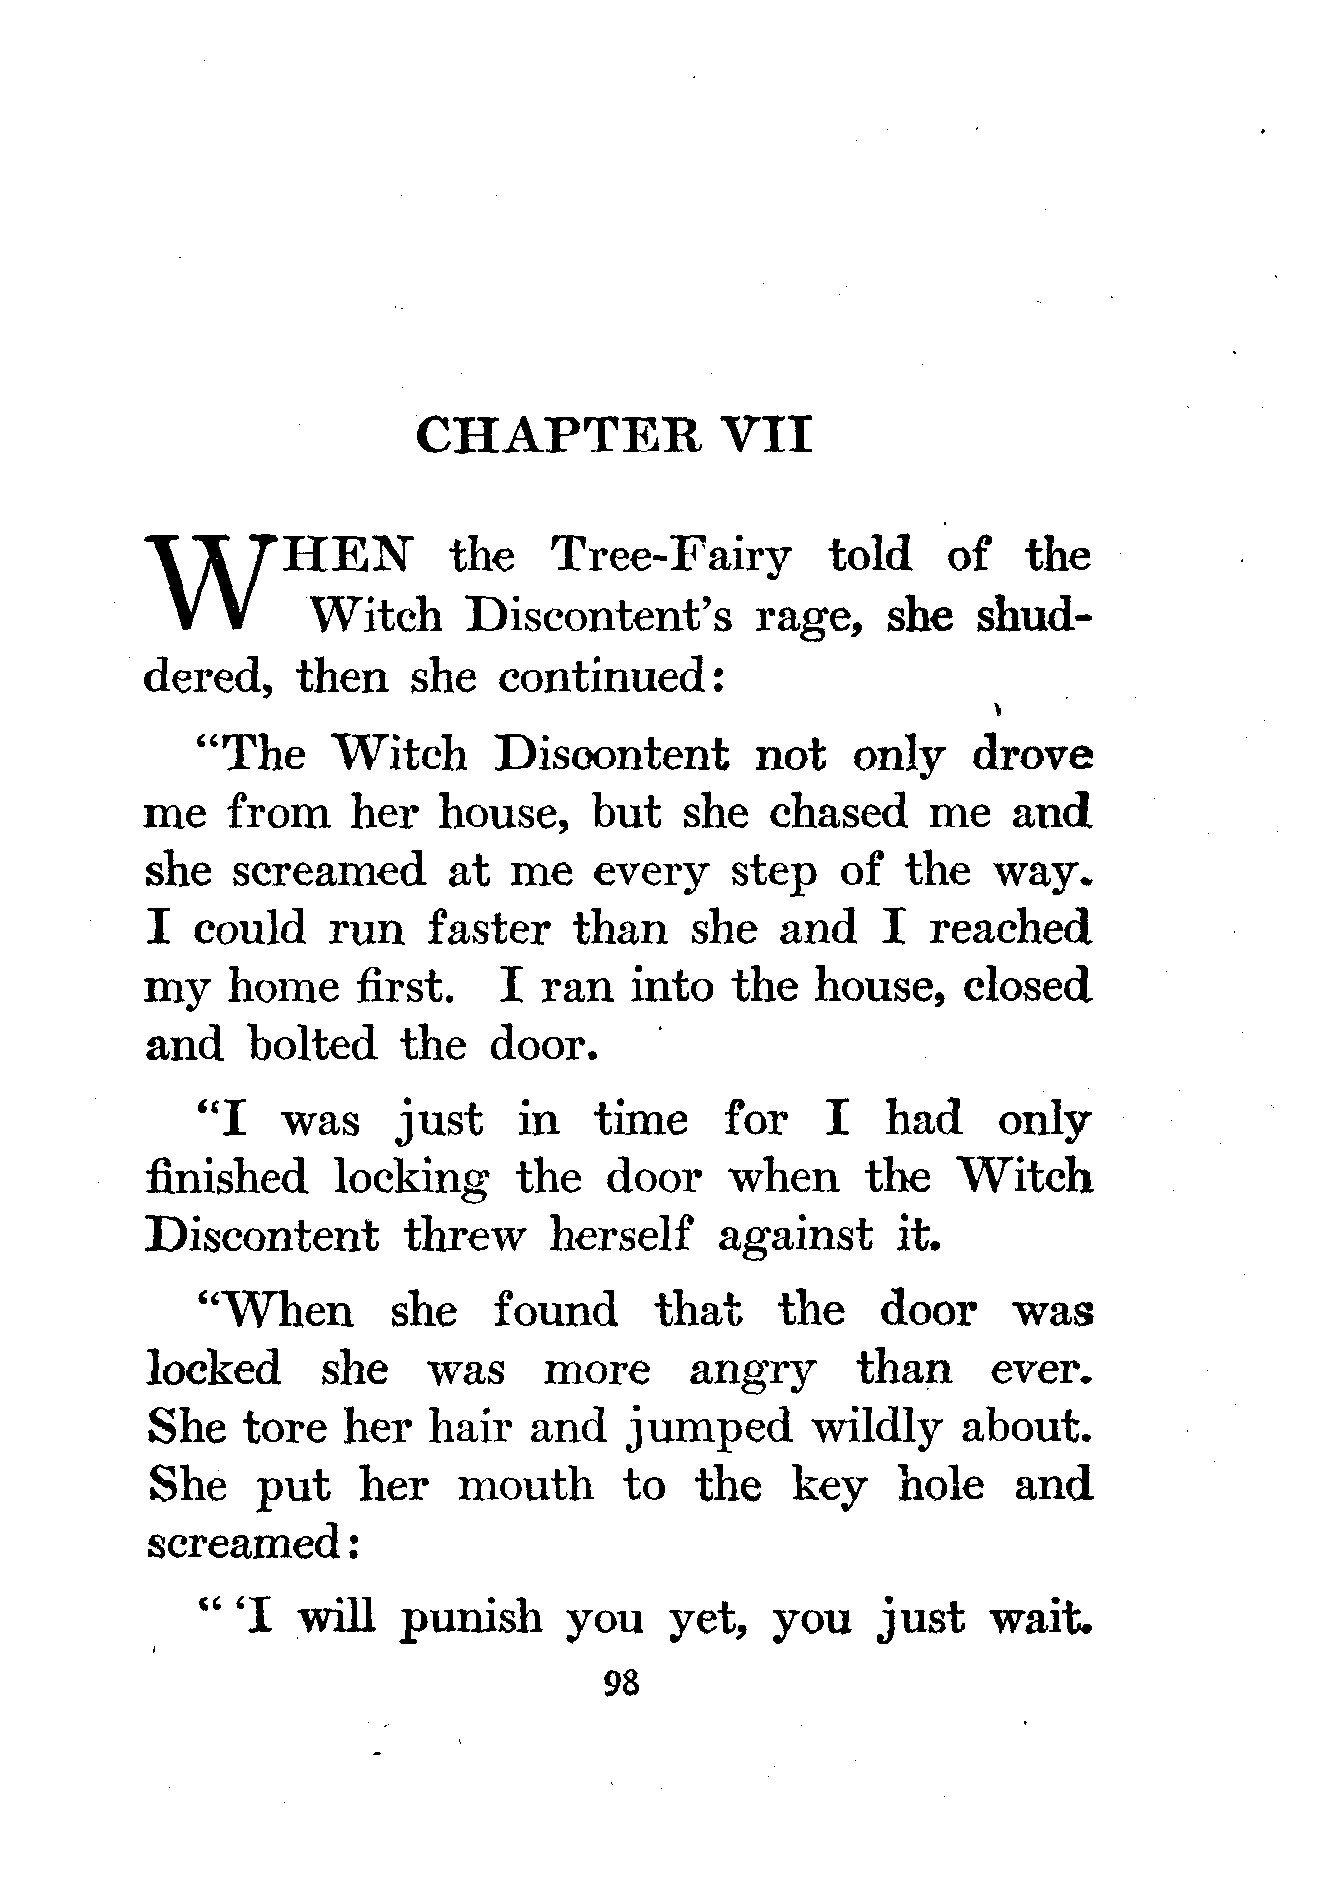 CHAPTER VII
WHEN the Tree-Fairy told of the
Witch Discontent's rage, she shud-
dered, then she continued:
“The Witch Discontent not only drove
me from her house, but she chased me and
she screamed at me every step of the way.
I could run faster than she and I reached
my home first. I ran into the house, closed
and bolted the door.
“I was just in time for I had only
finished locking the door when the Witch
Discontent threw herself against it.
“When she found that the door was
locked she was more angry than ever.
She tore her hair and jumped wildly about.
She put her mouth to the key hole and
screamed:
“ ‘I will punish you yet, you just wait.
98